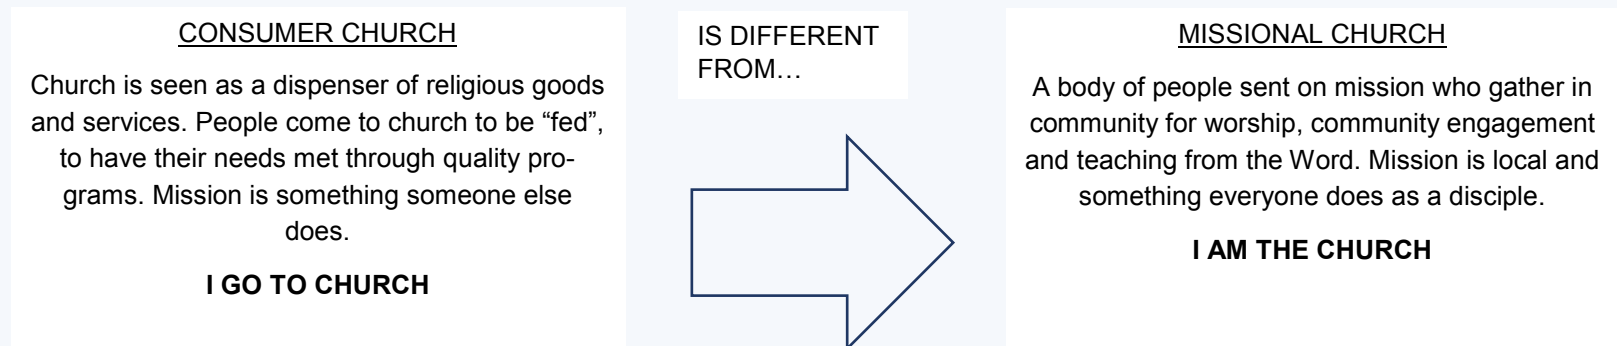 CONSUMER CHURCH
Church is seen as a dispenser of religious goods
and services. People come to church to be “fed”,
to have their needs met through quality pro-
grams. Mission is something someone else
does.
I GO TO CHURCH
IS DIFFERENT
FROM…
MISSIONAL CHURCH
A body of people sent on mission who gather in
community for worship, community engagement
and teaching from the Word. Mission is local and
something everyone does as a disciple.
I AM THE CHURCH